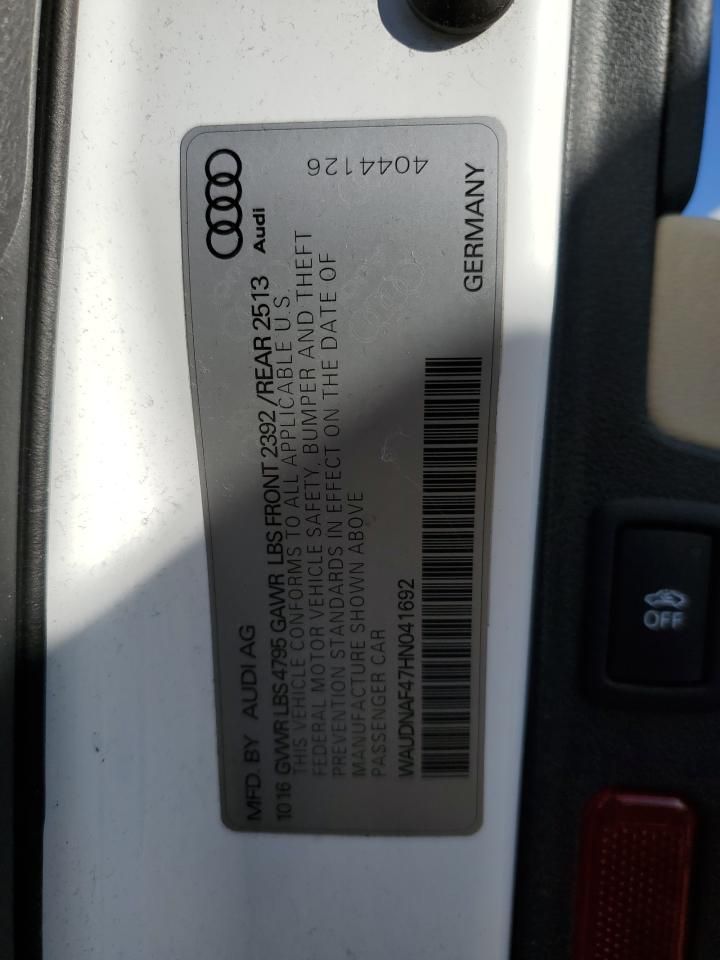 MFD. BY AUDI AG
Audi
1016 GVWR LBS 4795 GAWR LBS FRONT 2392/REAR 2513
THIS VEHICLE CONFORMS TO ALL APPLICABLE U.S.
FEDERAL MOTOR VEHICLE SAFETY, BUMPER AND THEFT
PREVENTION STANDARDS IN EFFECT ON THE DATE OF
MANUFACTURE SHOWN ABOVE
PASSENGER CAR
WAUDNAF47HN041692
GERMANY
4044126
OFF